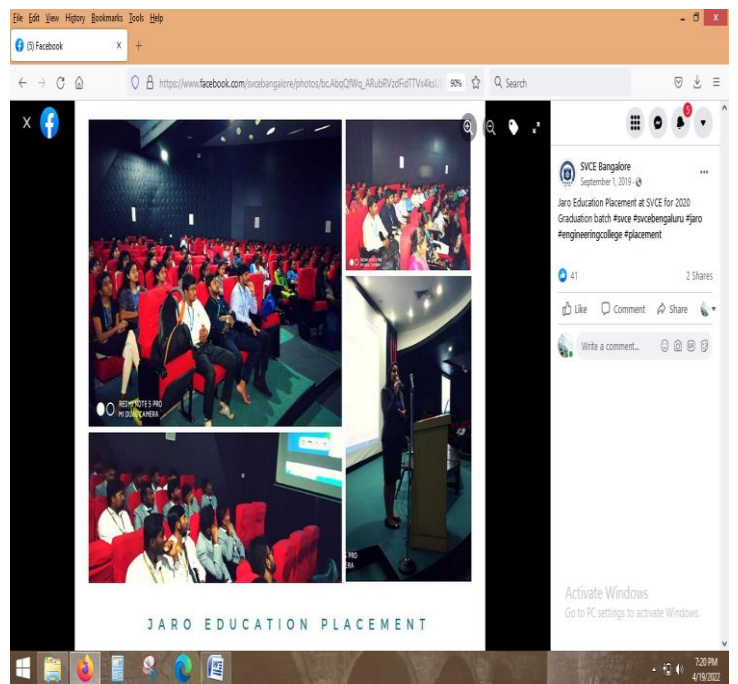 File Edit View History Bookmarks Tools Help
(5) Facebook
https://www.facebook.com/svcebangalore/photos/bc.AbqQfWq_ARubRVzdFidTTVx4ksU
90%
Search
5
SVCE Bangalore
September 1, 2019
Jaro Education Placement at SVCE for 2020
Graduation batch #svce #svcebengaluru #jaro
#engineeringcollege #placement
41
2 Shares
Like Comment Share
Write a comment...
REDMI NOTE 5 PRO
MI DUAL CAMERA
JARO EDUCATION PLACEMENT
Activate Windows
Go to PC settings to activate Windows.
7:20 PM
4/19/2022